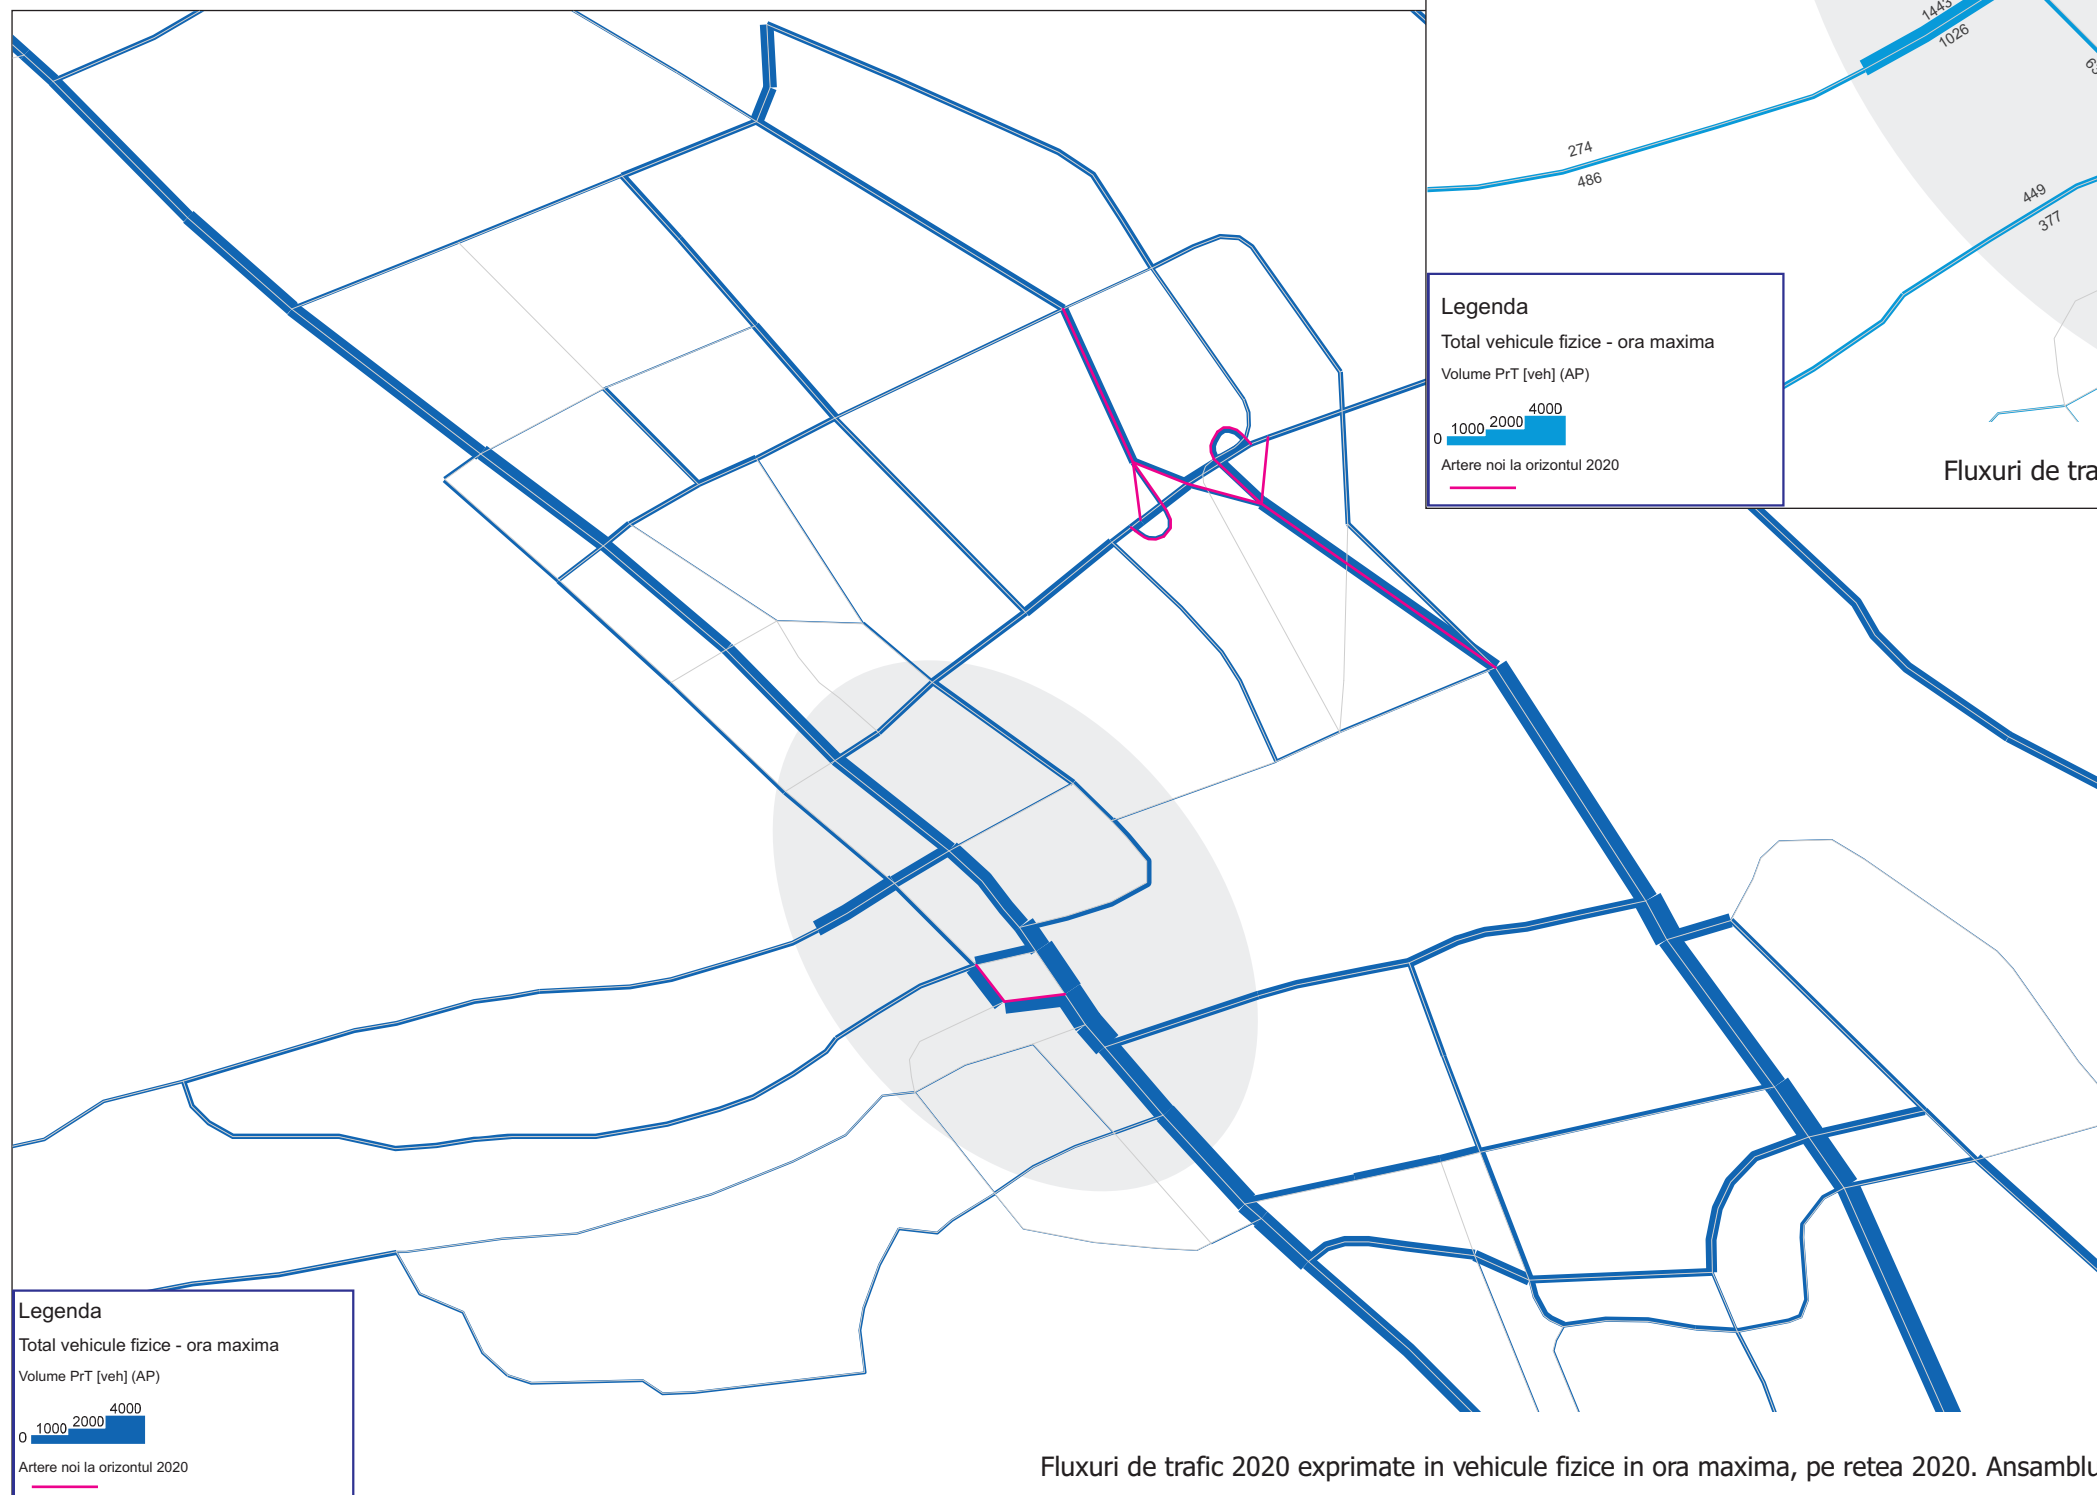 1443
1026
274
486
449
377
Legenda
Total vehicule fizice - ora maxima
Volume PrT [veh] (AP)
0 1000 2000 4000
Artere noi la orizontul 2020
Fluxuri de tra
Legenda
Total vehicule fizice - ora maxima
Volume PrT [veh] (AP)
0 1000 2000 4000
Artere noi la orizontul 2020
Fluxuri de trafic 2020 exprimate in vehicule fizice in ora maxima, pe retea 2020. Ansamblu